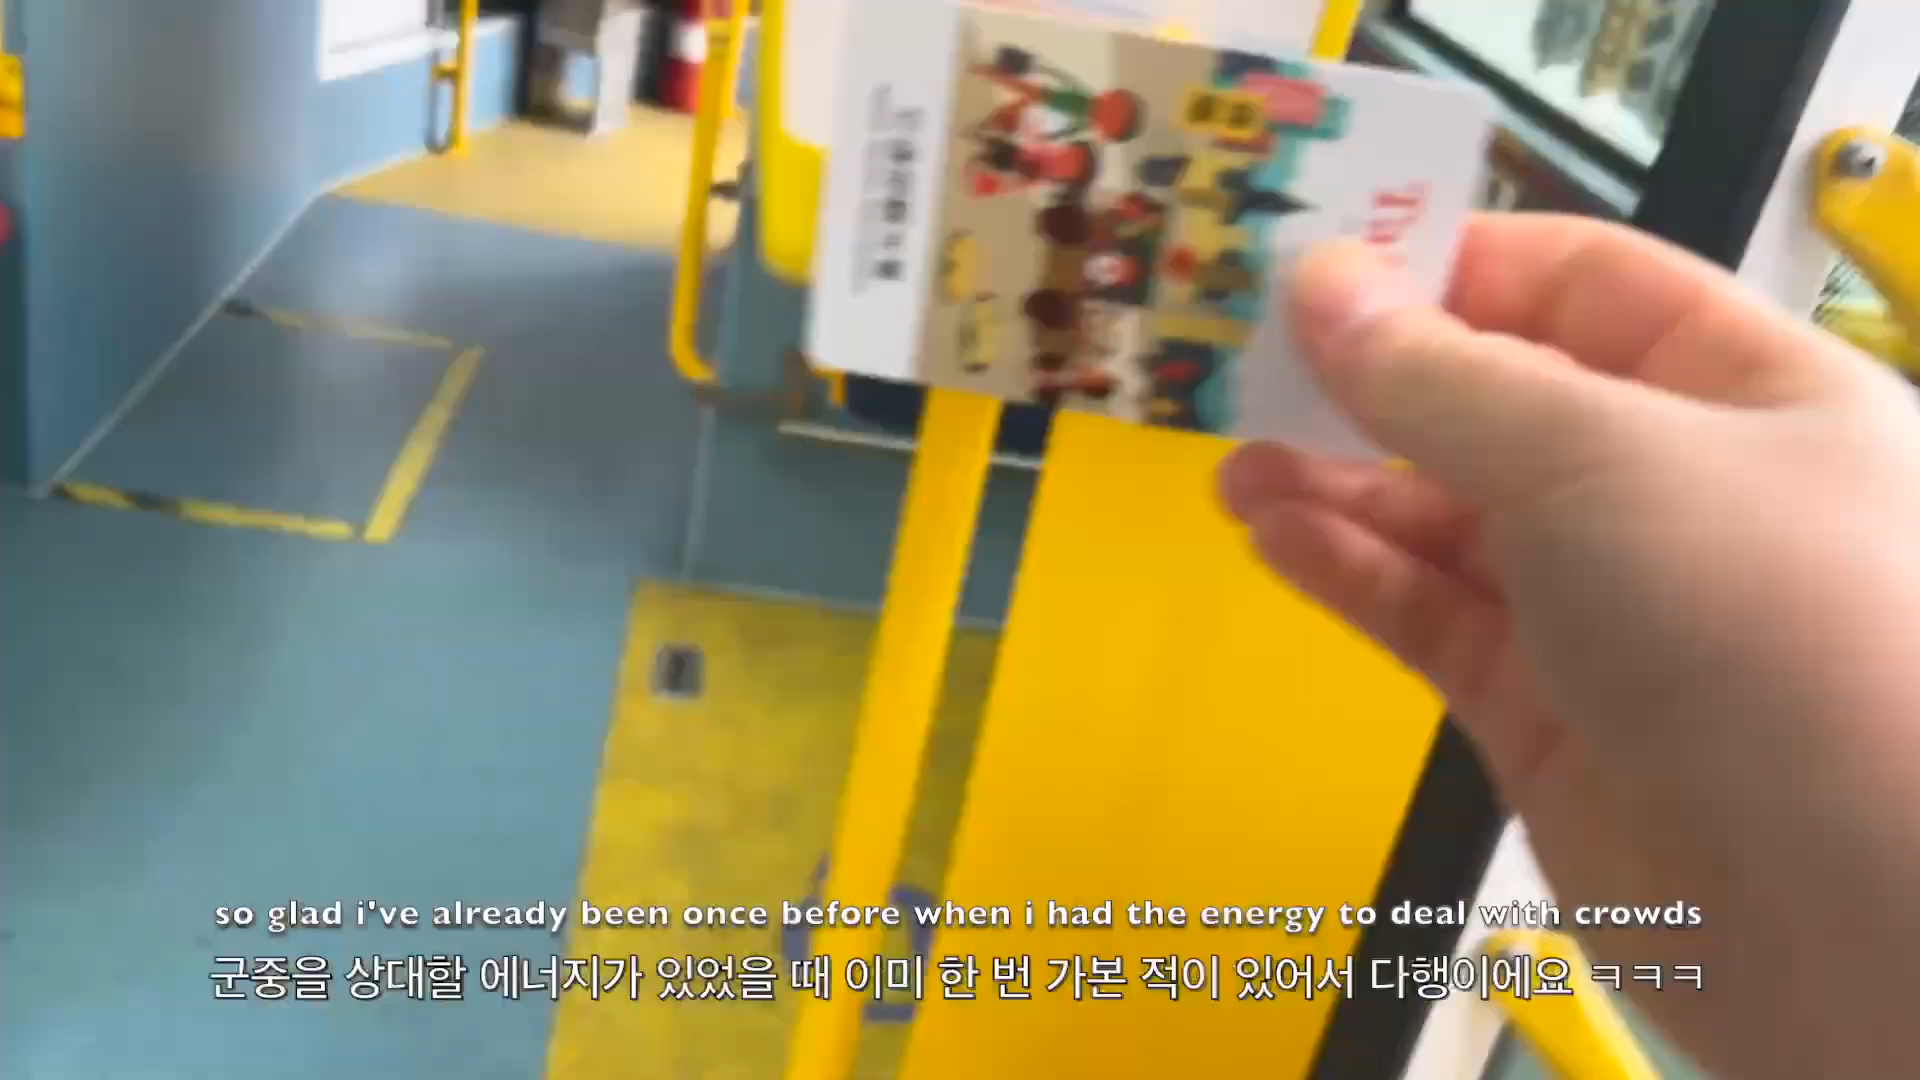 so glad i've already been once before when i had the energy to deal with crowds
군중을 상대할 에너지가 있었을 때 이미 한 번 가본 적이 있어서 다행이에요 ㅋㅋㅋ